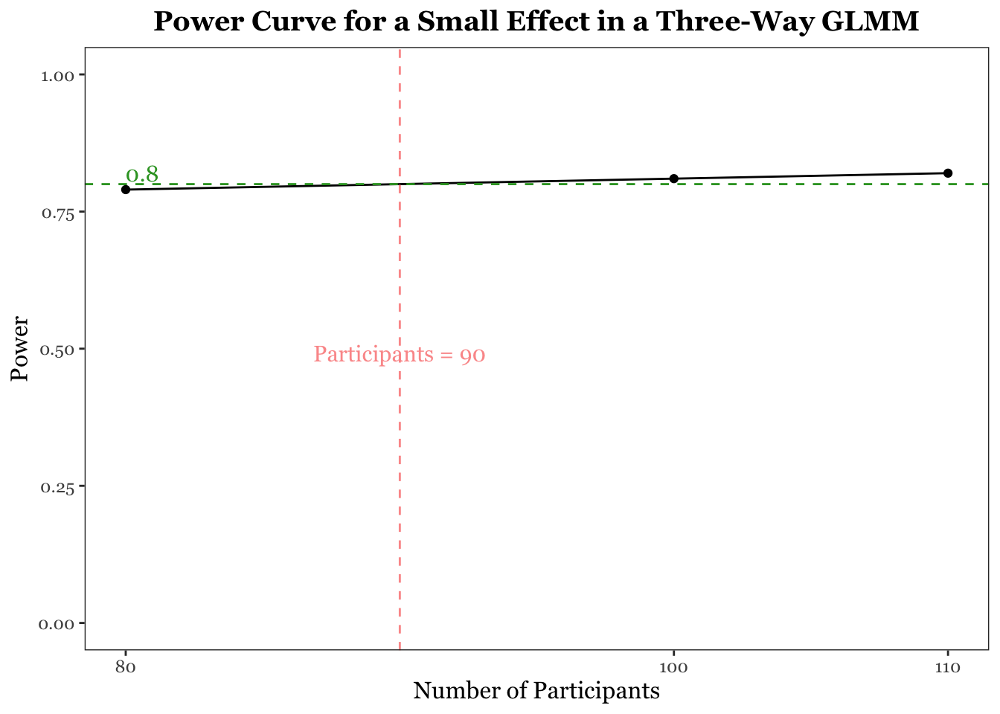 Power Curve for a Small Effect in a Three-Way GLMM
1.00
0.8
0.75
Power
0.50
Participants = 90
0.25
0.00
80
100
110
Number of Participants